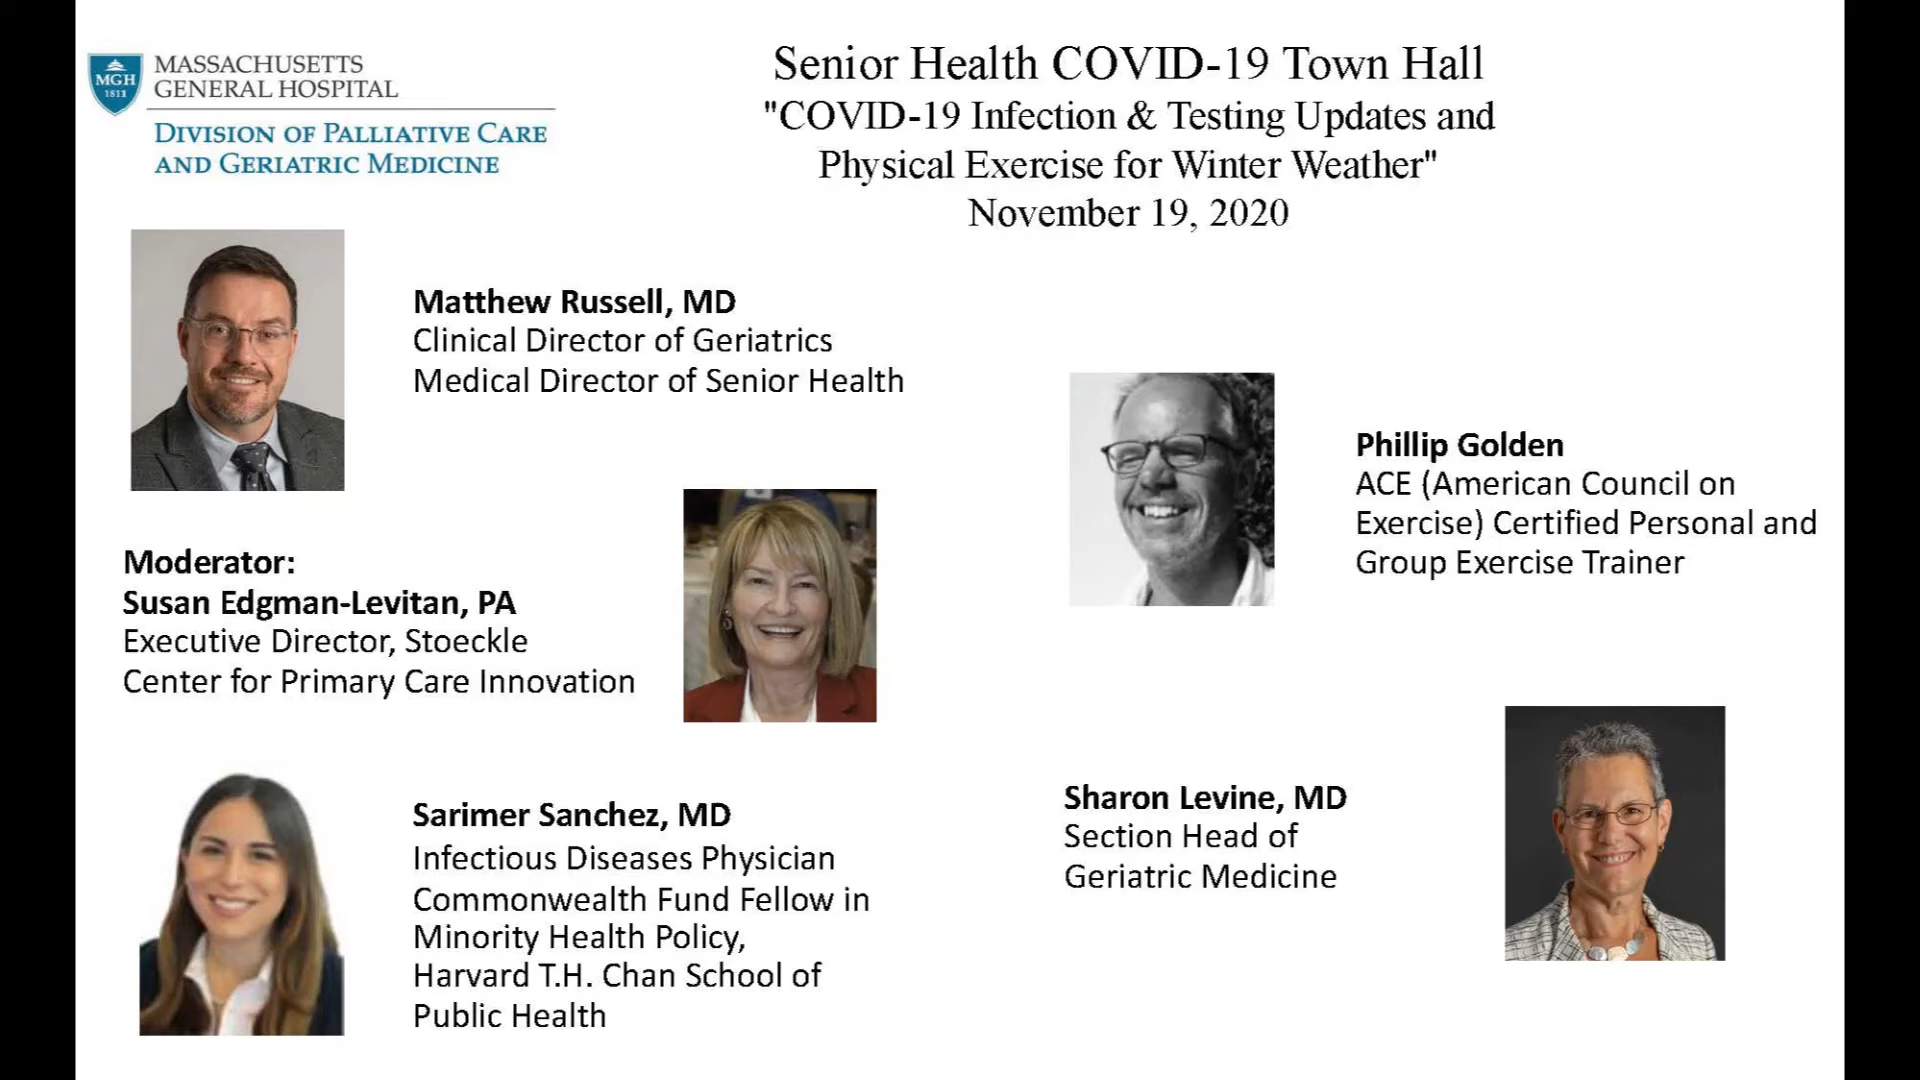 MGH
1811
MASSACHUSETTS
GENERAL HOSPITAL
DIVISION OF PALLIATIVE CARE
AND GERIATRIC MEDICINE
Senior Health COVID-19 Town Hall
"COVID-19 Infection & Testing Updates and
Physical Exercise for Winter Weather"
November 19, 2020
Matthew Russell, MD
Clinical Director of Geriatrics
Medical Director of Senior Health
Phillip Golden
ACE (American Council on
Exercise) Certified Personal and
Group Exercise Trainer
Moderator:
Susan Edgman-Levitan, PA
Executive Director, Stoeckle
Center for Primary Care Innovation
Sarimer Sanchez, MD
Infectious Diseases Physician
Commonwealth Fund Fellow in
Minority Health Policy,
Harvard T.H. Chan School of
Public Health
Sharon Levine, MD
Section Head of
Geriatric Medicine